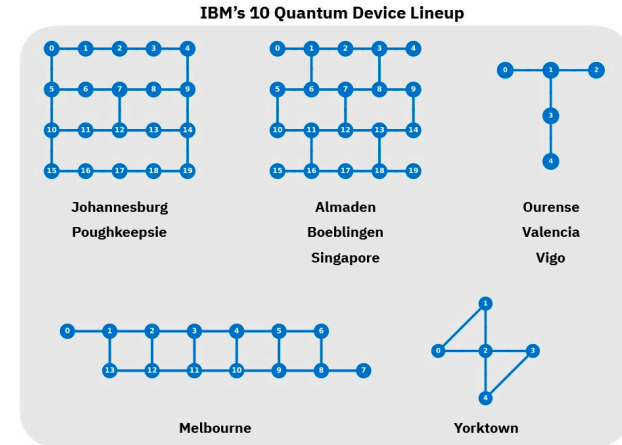 IBM's 10 Quantum Device Lineup
0 1 2 3 4
5 6 7 8 9
10 11 12 13 14
15 16 17 18 19
Johannesburg
Poughkeepsie
0 1 2 3 4
5 6 7 8 9
10 11 12 13 14
15 16 17 18 19
Almaden
Boeblingen
Singapore
0 1 2
3
4
Ourense
Valencia
Vigo
0 1 2 3 4 5 6
13 12 11 10 9 8 7
Melbourne
1
0 2 3
4
Yorktown